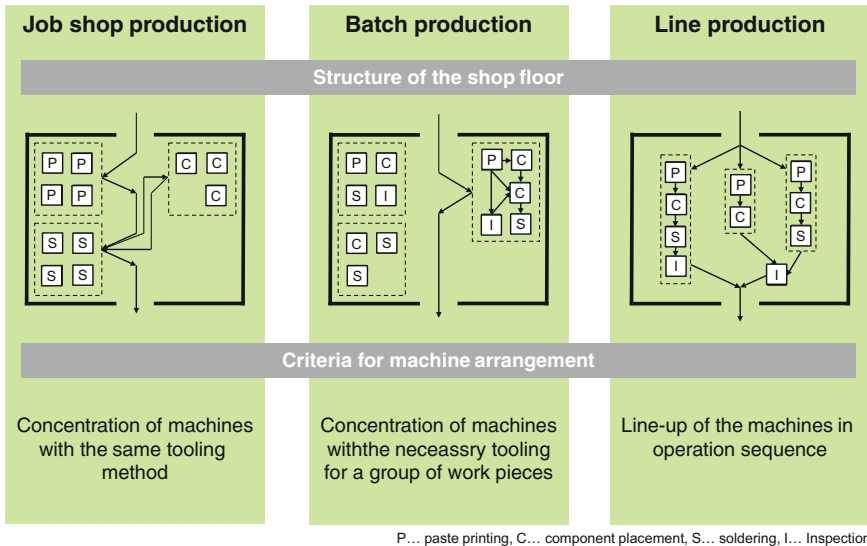 Job shop production
Batch production
Line production
Structure of the shop floor
P P
P P
C C
C
S S
S S
P C
S I
C S
S
P C
C
I S
P
C
S
I
P
C
P
C
S
I
Criteria for machine arrangement
Concentration of machines
with the same tooling
method
Concentration of machines
withthe neceassry tooling
for a group of work pieces
Line-up of the machines in
operation sequence
P... paste printing, C... component placement, S... soldering, I... Inspection